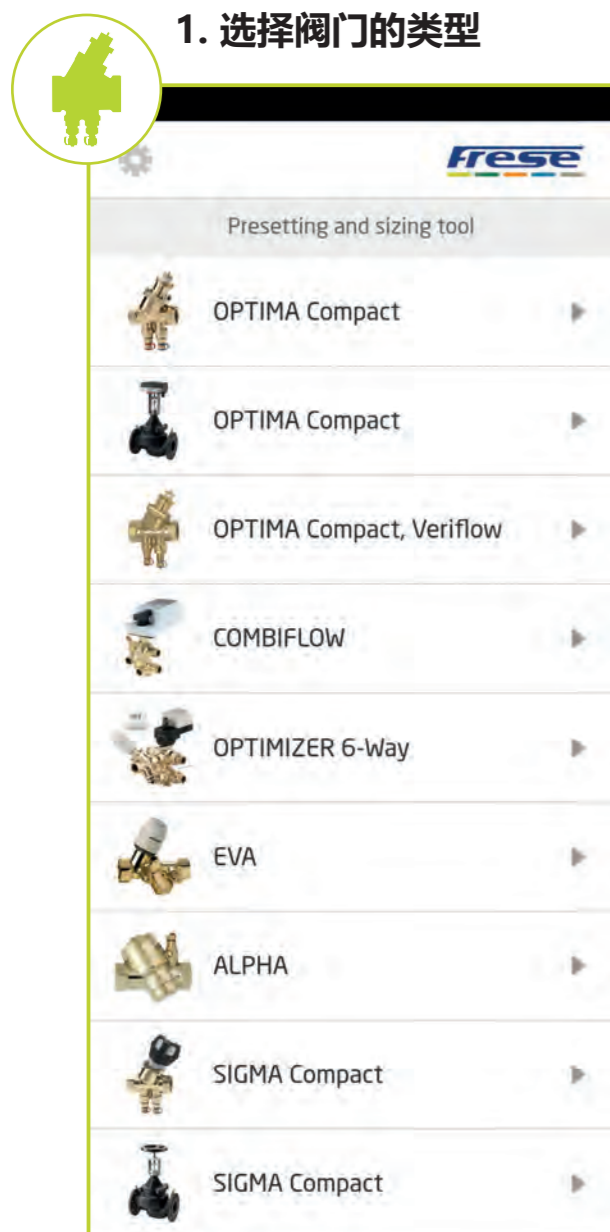 1. 选择阀门的类型
Frese
Presetting and sizing tool
OPTIMA Compact
OPTIMA Compact
OPTIMA Compact, Veriflow
COMBIFLOW
OPTIMIZER 6-Way
EVA
ALPHA
SIGMA Compact
SIGMA Compact